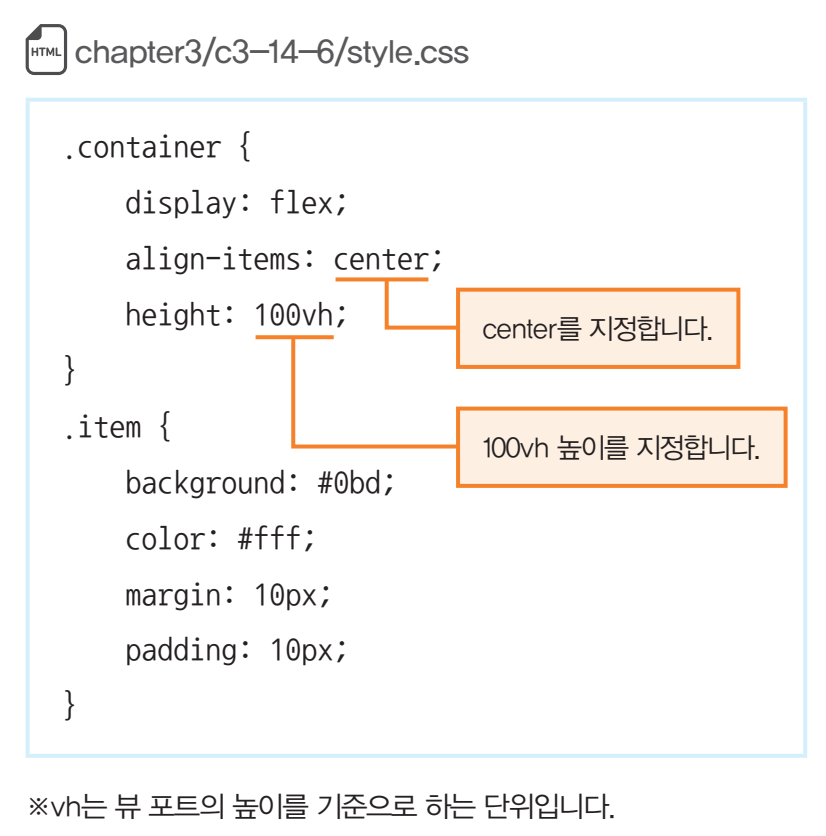 HTML chapter3/c3-14-6/style.css
.container {
display: flex;
align-items: center;
height: 100vh;
center를 지정합니다.
}
.item {
100vh 높이를 지정합니다.
background: #0bd;
color: #fff;
margin: 10px;
padding: 10px;
}
※vh는 뷰 포트의 높이를 기준으로 하는 단위입니다.